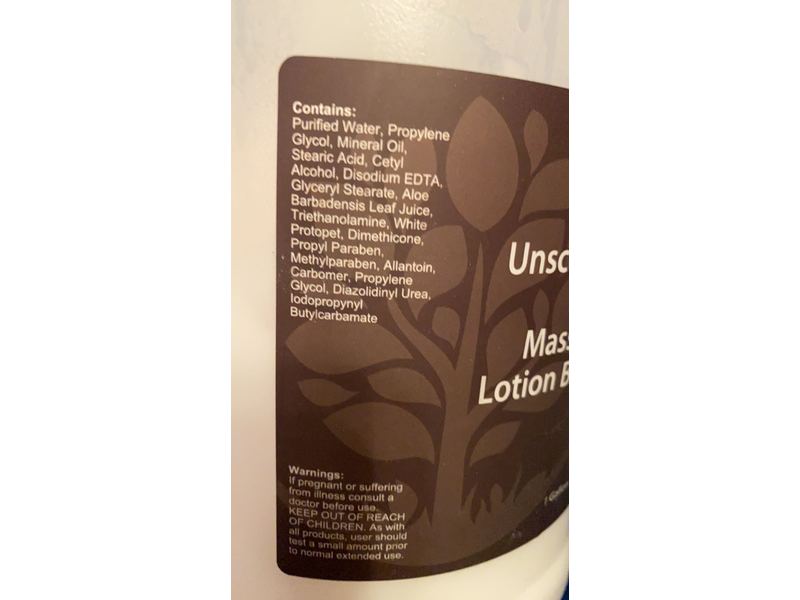 Contains:
Purified Water, Propylene
Glycol, Mineral Oil,
Stearic Acid, Cetyl
Alcohol, Disodium EDTA,
Glyceryl Stearate, Aloe
Barbadensis Leaf Juice,
Triethanolamine, White
Protopet, Dimethicone,
Propyl Paraben,
Methylparaben, Allantoin,
Carbomer, Propylene
Glycol, Diazolidinyl Urea,
Iodopropynyl
Butylcarbamate
Unsc
Mass
Lotion B
1 Gallon
Warnings:
If pregnant or suffering
from illness consult a
doctor before use.
KEEP OUT OF REACH
OF CHILDREN. As with
all products, user should
test a small amount prior
to normal extended use.